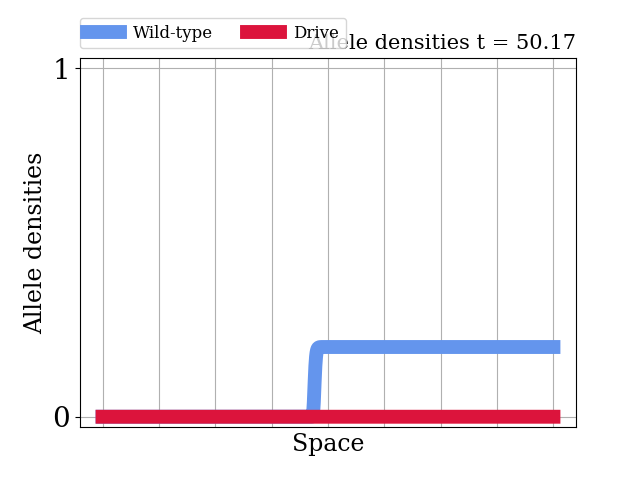 Wild-type Drive
Allele densities t = 50.17
1
Allele densities
0
Space